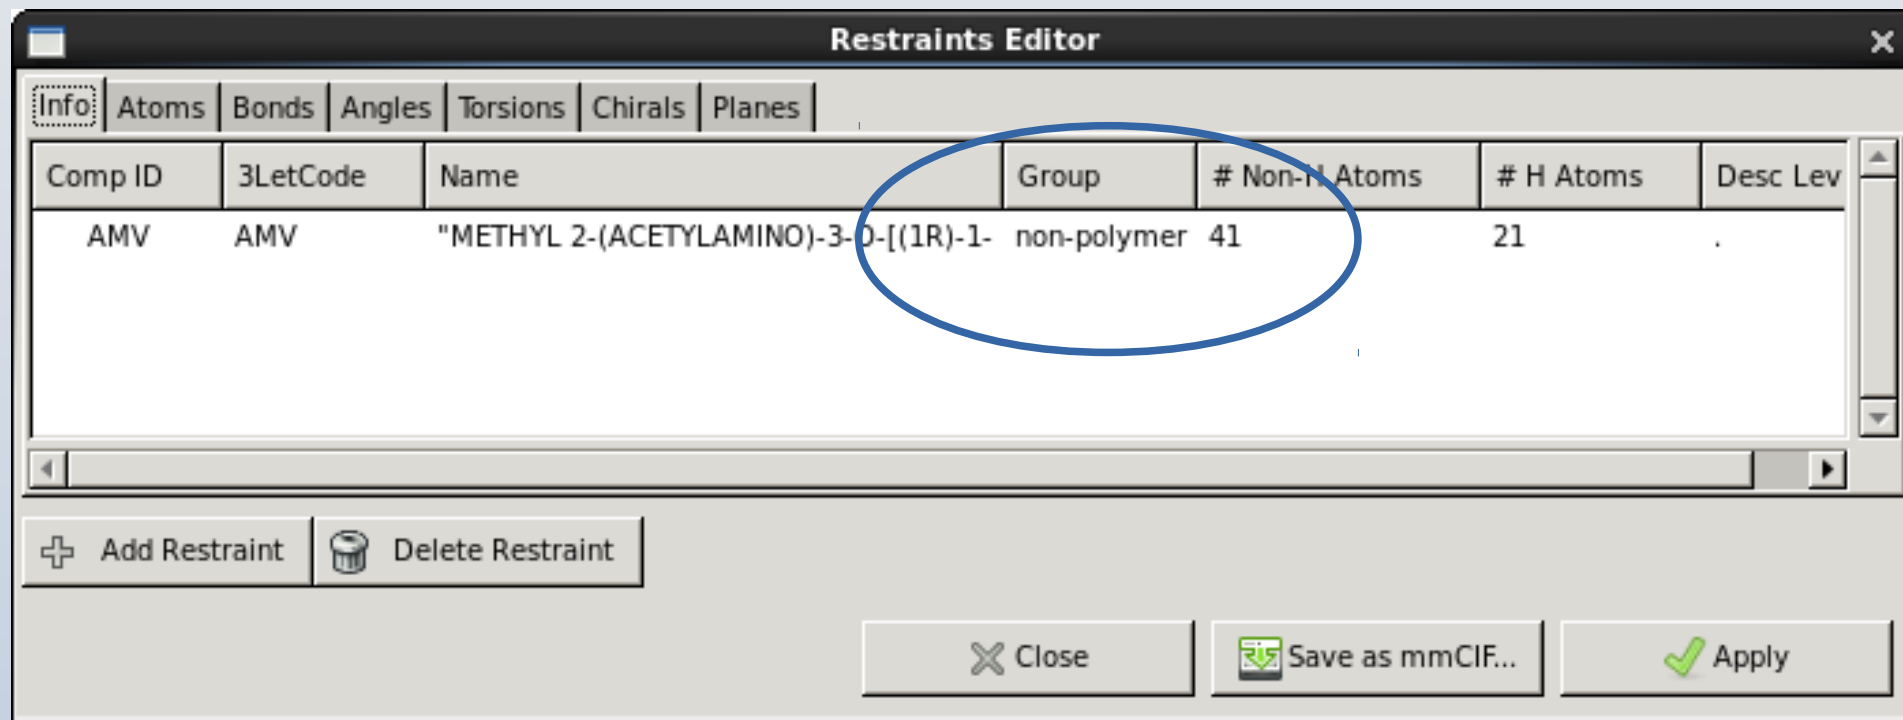 Restraints Editor
Info Atoms Bonds Angles Torsions Chirals Planes
Comp ID 3LetCode Name Group # Non-H Atoms # H Atoms Desc Lev
AMV AMV "METHYL 2-(ACETYLAMINO)-3-O-[(1R)-1- non-polymer 41 21 .
Add Restraint Delete Restraint
Close Save as mmCIF... Apply